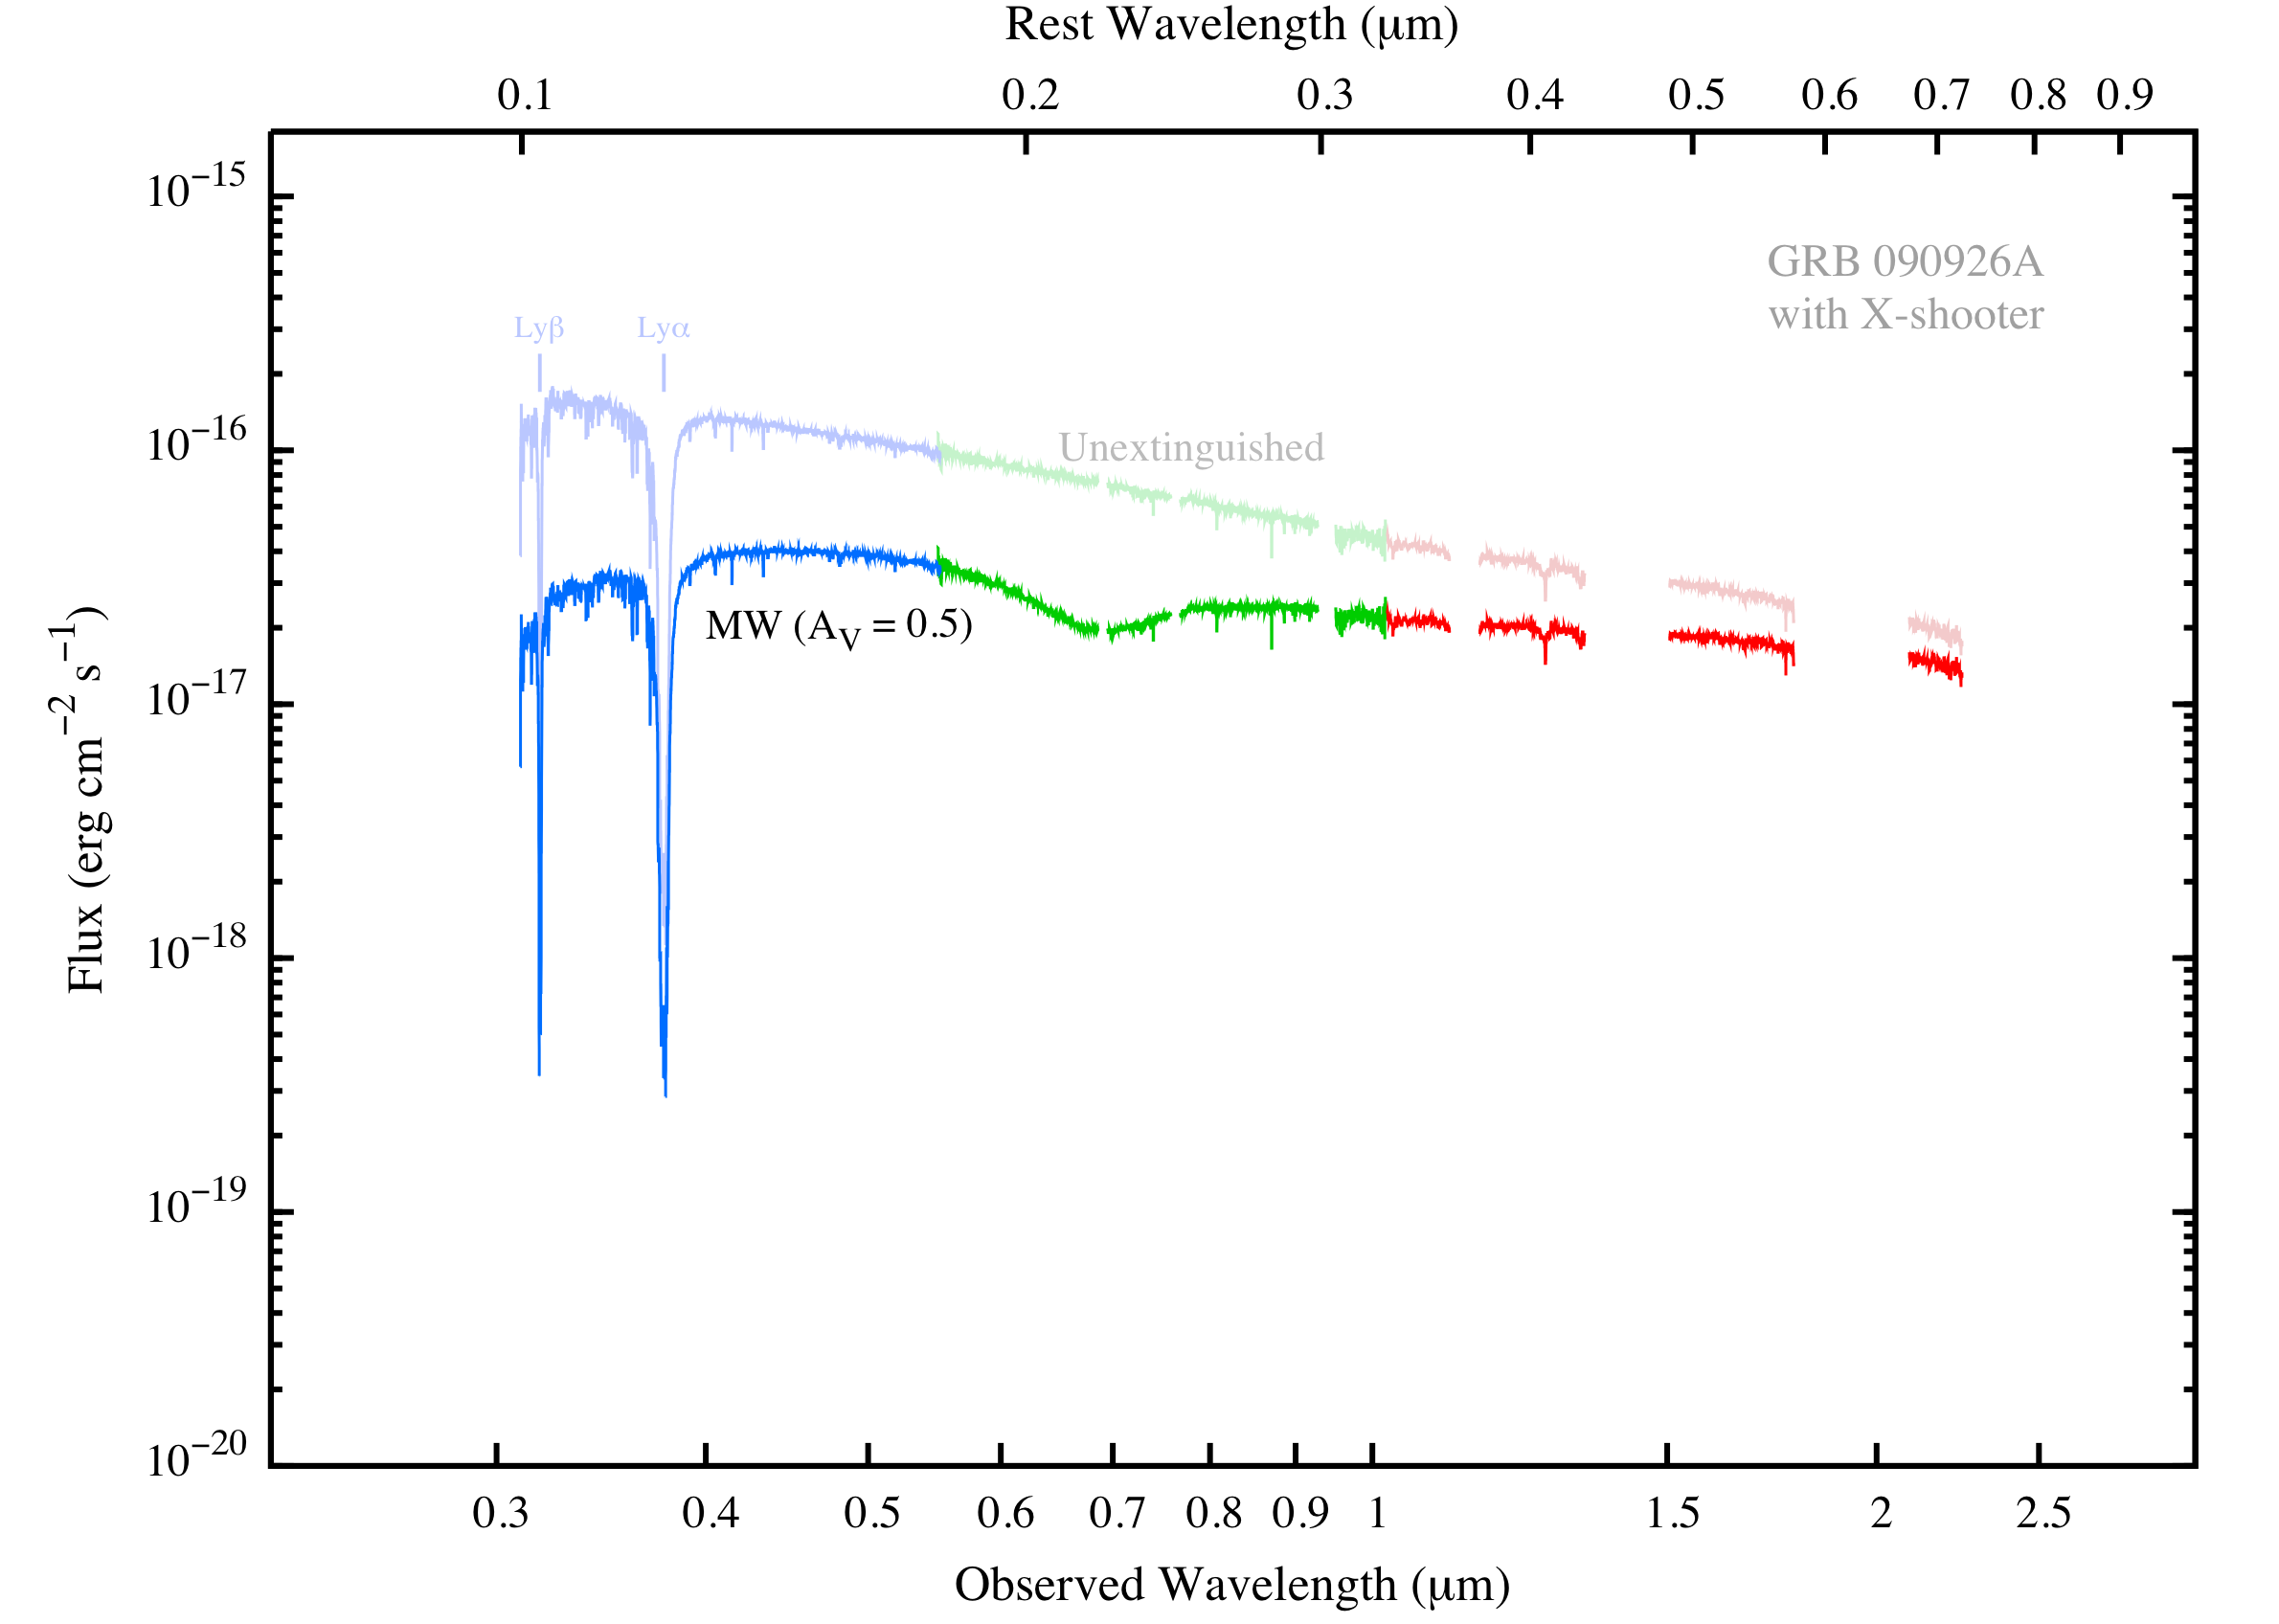 Rest Wavelength (μm)
0.1 0.2 0.3 0.4 0.5 0.6 0.7 0.8 0.9
10−15
GRB 090926A
with X-shooter
Lyβ Lyα
10−16
Unextinguished
MW (AV = 0.5)
10−17
Flux (erg cm−2 s−1)
10−18
10−19
10−20
0.3 0.4 0.5 0.6 0.7 0.8 0.9 1 1.5 2 2.5
Observed Wavelength (μm)